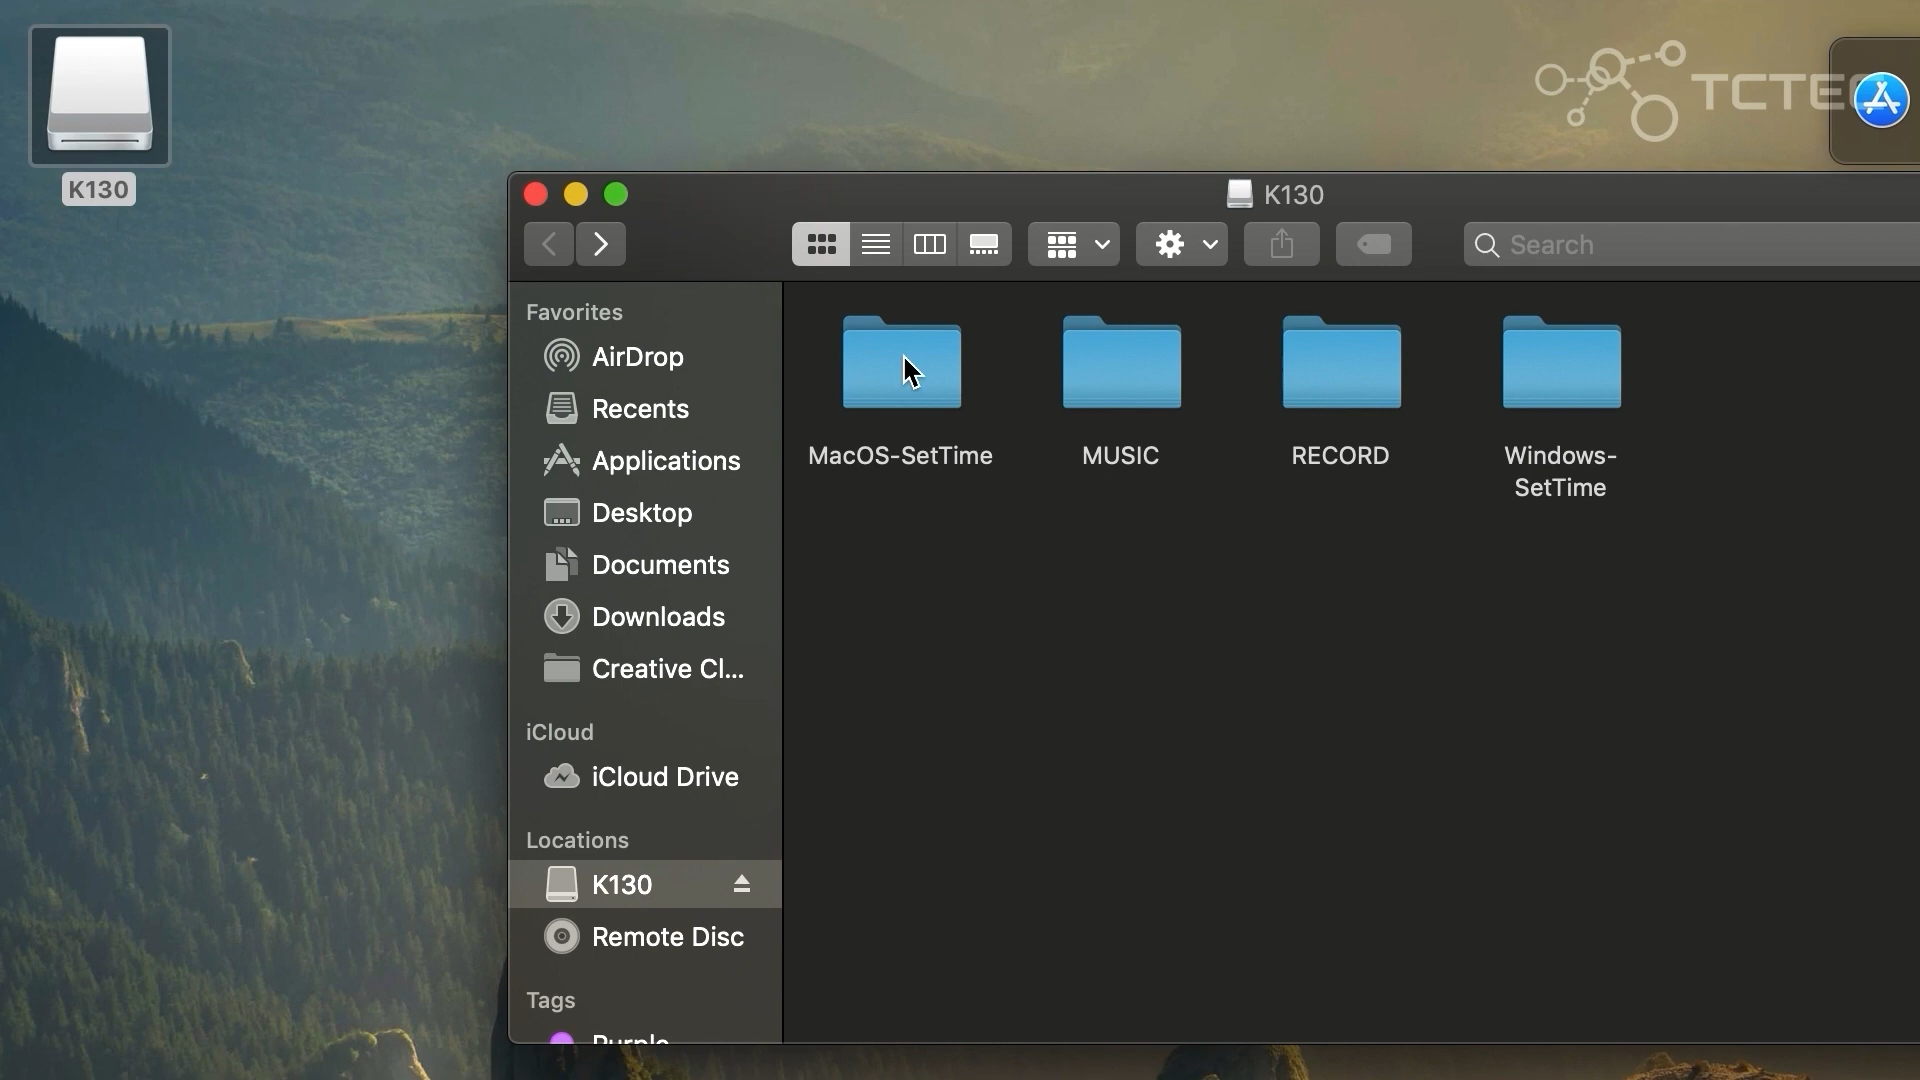 K130
TCTEC
K130
Search
Favorites
AirDrop
Recents
Applications
Desktop
Documents
Downloads
Creative Cl...
iCloud
iCloud Drive
Locations
K130
Remote Disc
Tags
Purple
MacOS-SetTime
MUSIC
RECORD
Windows-
SetTime